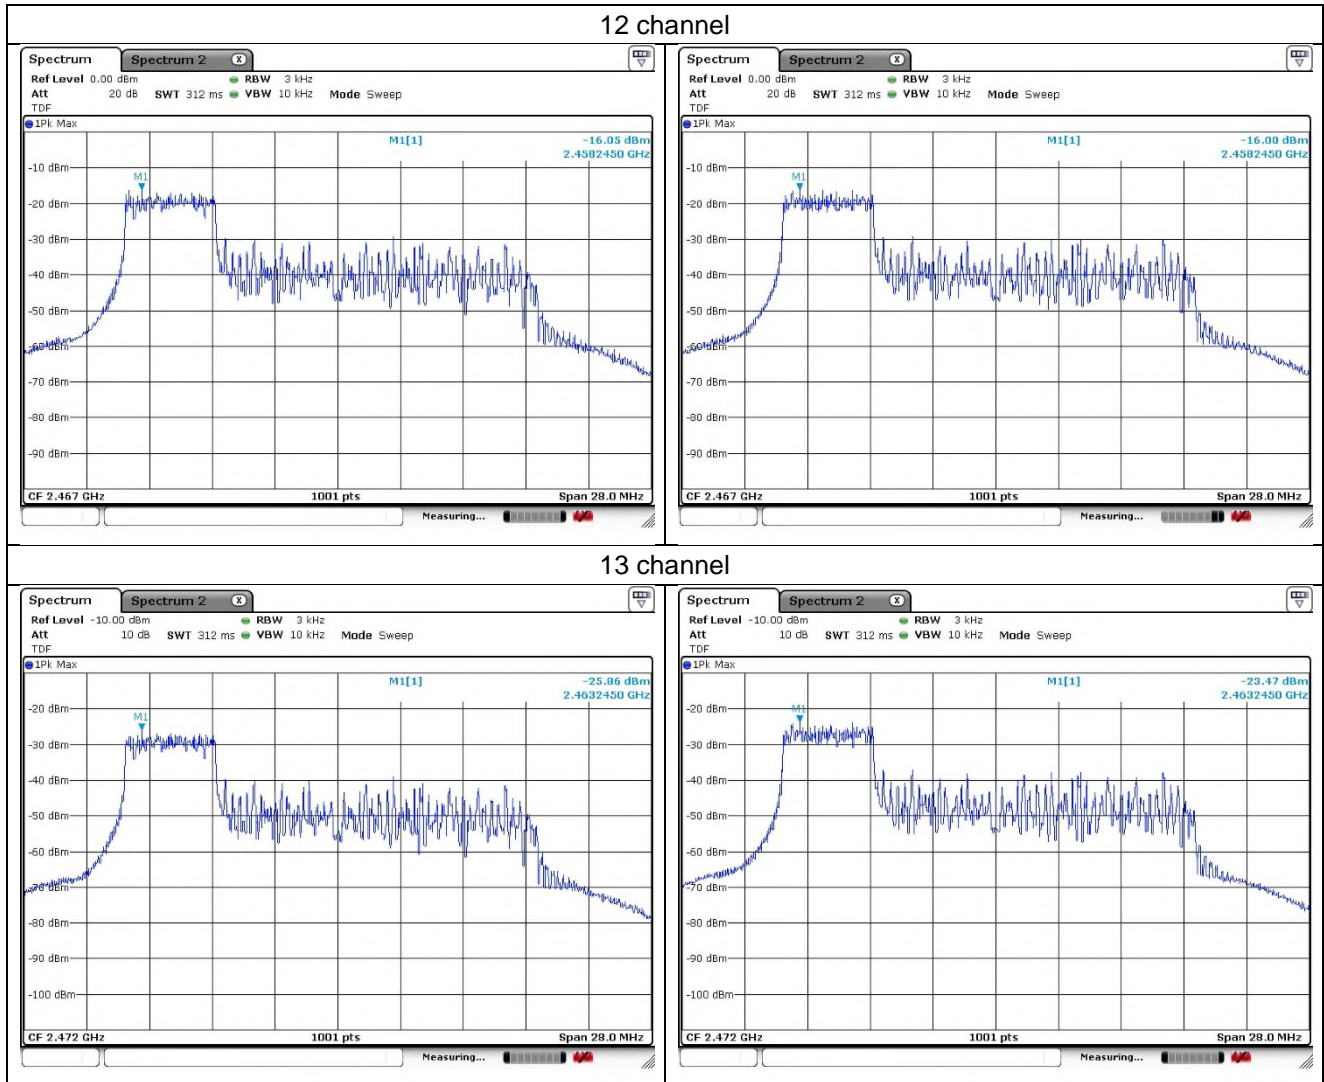 12 channel
Spectrum Spectrum 2 X
Ref Level 0.00 dBm RBW 3 kHz
Att 20 dB SWT 312 ms VBW 10 kHz Mode Sweep
TDF
1Pk Max
M1[1] -16.05 dBm
2.4582450 GHz
M1
-10 dBm
-20 dBm
-30 dBm
-40 dBm
-50 dBm
-60 dBm
-70 dBm
-80 dBm
-90 dBm
CF 2.467 GHz 1001 pts Span 28.0 MHz
Measuring...
Spectrum Spectrum 2 X
Ref Level 0.00 dBm RBW 3 kHz
Att 20 dB SWT 312 ms VBW 10 kHz Mode Sweep
TDF
1Pk Max
M1[1] -16.00 dBm
2.4582450 GHz
M1
-10 dBm
-20 dBm
-30 dBm
-40 dBm
-50 dBm
-60 dBm
-70 dBm
-80 dBm
-90 dBm
CF 2.467 GHz 1001 pts Span 28.0 MHz
Measuring...
13 channel
Spectrum Spectrum 2 X
Ref Level -10.00 dBm RBW 3 kHz
Att 10 dB SWT 312 ms VBW 10 kHz Mode Sweep
TDF
1Pk Max
M1[1] -25.86 dBm
2.4632450 GHz
M1
-20 dBm
-30 dBm
-40 dBm
-50 dBm
-60 dBm
-70 dBm
-80 dBm
-90 dBm
-100 dBm
CF 2.472 GHz 1001 pts Span 28.0 MHz
Measuring...
Spectrum Spectrum 2 X
Ref Level -10.00 dBm RBW 3 kHz
Att 10 dB SWT 312 ms VBW 10 kHz Mode Sweep
TDF
1Pk Max
M1[1] -23.47 dBm
2.4632450 GHz
M1
-20 dBm
-30 dBm
-40 dBm
-50 dBm
-60 dBm
-70 dBm
-80 dBm
-90 dBm
-100 dBm
CF 2.472 GHz 1001 pts Span 28.0 MHz
Measuring...